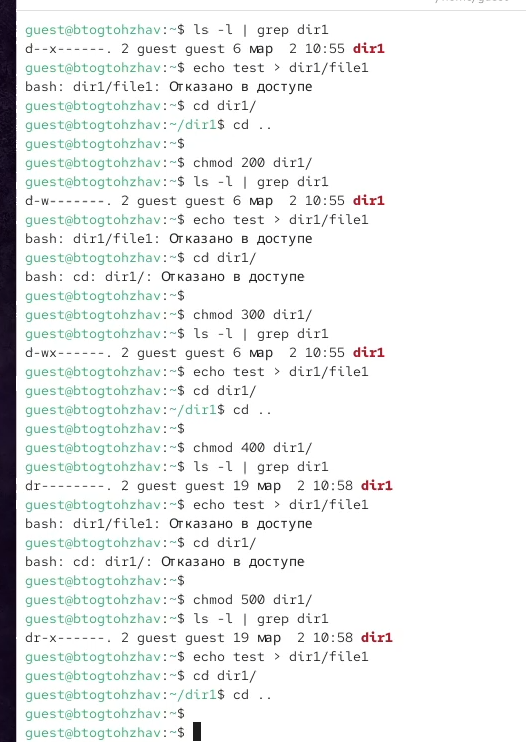 guest@btogtohzhav:~$ ls -l | grep dir1
d--x------. 2 guest guest 6 мар  2 10:55 dir1
guest@btogtohzhav:~$ echo test > dir1/file1
bash: dir1/file1: Отказано в доступе
guest@btogtohzhav:~$ cd dir1/
guest@btogtohzhav:~/dir1$ cd ..
guest@btogtohzhav:~$
guest@btogtohzhav:~$ chmod 200 dir1/
guest@btogtohzhav:~$ ls -l | grep dir1
d-w-------. 2 guest guest 6 мар  2 10:55 dir1
guest@btogtohzhav:~$ echo test > dir1/file1
bash: dir1/file1: Отказано в доступе
guest@btogtohzhav:~$ cd dir1/
bash: cd: dir1/: Отказано в доступе
guest@btogtohzhav:~$
guest@btogtohzhav:~$ chmod 300 dir1/
guest@btogtohzhav:~$ ls -l | grep dir1
d-wx------. 2 guest guest 6 мар  2 10:55 dir1
guest@btogtohzhav:~$ echo test > dir1/file1
guest@btogtohzhav:~$ cd dir1/
guest@btogtohzhav:~/dir1$ cd ..
guest@btogtohzhav:~$
guest@btogtohzhav:~$ chmod 400 dir1/
guest@btogtohzhav:~$ ls -l | grep dir1
dr--------. 2 guest guest 19 мар  2 10:58 dir1
guest@btogtohzhav:~$ echo test > dir1/file1
bash: dir1/file1: Отказано в доступе
guest@btogtohzhav:~$ cd dir1/
bash: cd: dir1/: Отказано в доступе
guest@btogtohzhav:~$
guest@btogtohzhav:~$ chmod 500 dir1/
guest@btogtohzhav:~$ ls -l | grep dir1
dr-x------. 2 guest guest 19 мар  2 10:58 dir1
guest@btogtohzhav:~$ echo test > dir1/file1
guest@btogtohzhav:~$ cd dir1/
guest@btogtohzhav:~/dir1$ cd ..
guest@btogtohzhav:~$
guest@btogtohzhav:~$